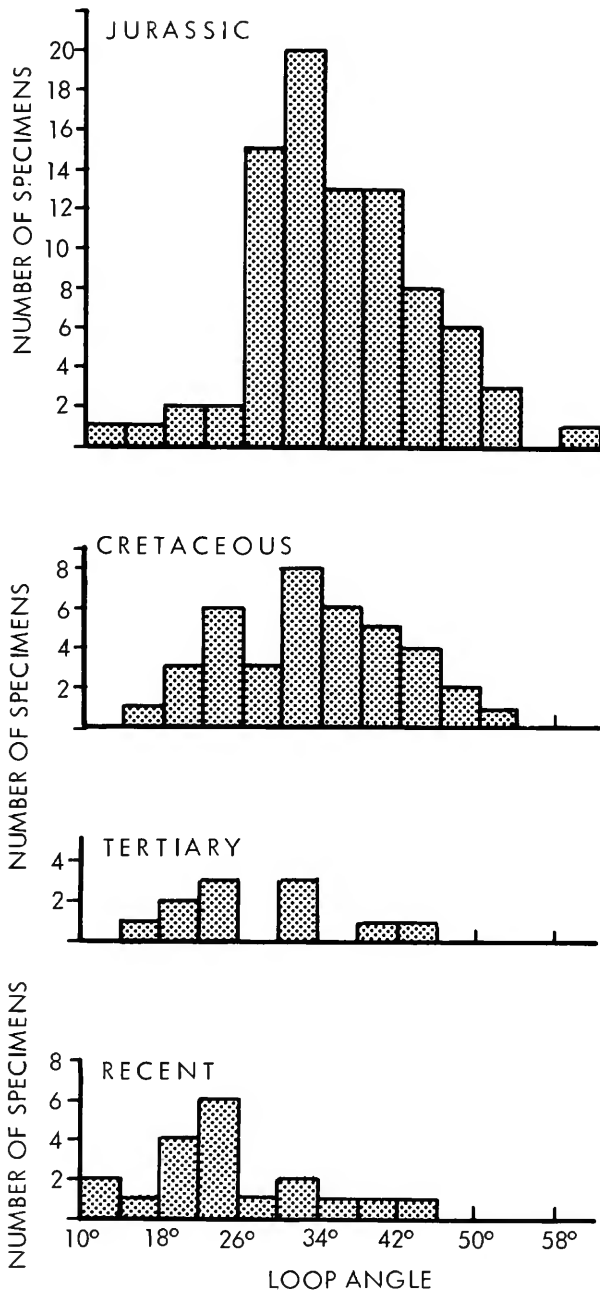 JURASSIC
NUMBER OF SPECIMENS
20
18
16
14
12
10
8
6
4
2
CRETACEOUS
NUMBER OF SPECIMENS
8
6
4
2
TERTIARY
4
2
RECENT
NUMBER OF SPECIMENS
8
6
4
2
10° 18° 26° 34° 42° 50° 58°
LOOP ANGLE